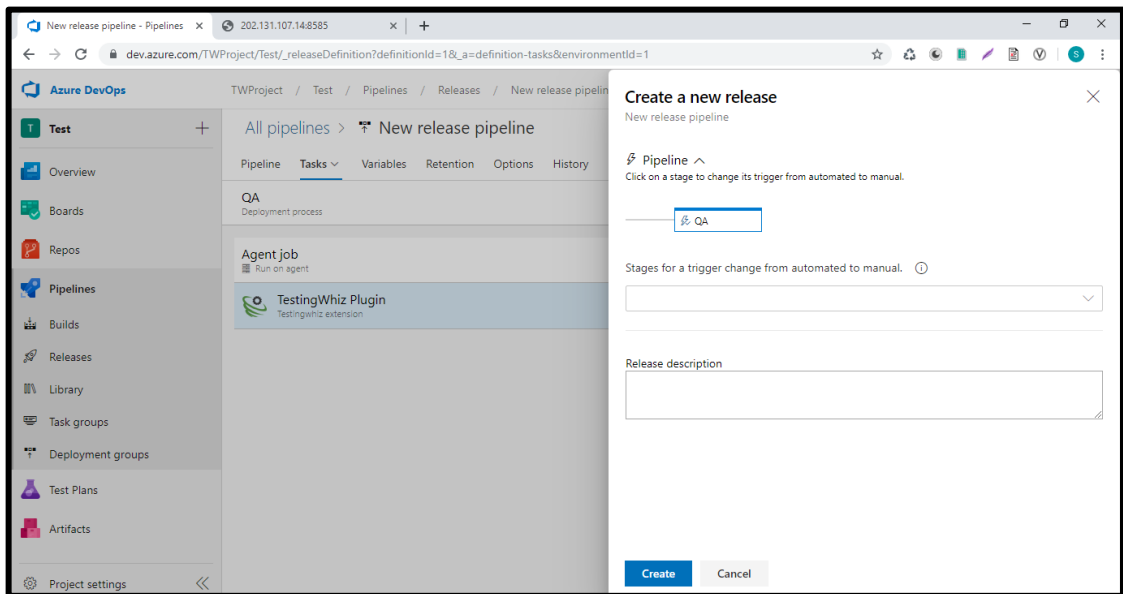 New release pipeline - Pipelines
202.131.107.14:8585
dev.azure.com/TWProject/Test/_releaseDefinition?definitionId=1&_a=definition-tasks&environmentId=1
S
Azure DevOps
TWProject / Test / Pipelines / Releases / New release pipelin
T Test
All pipelines > New release pipeline
Pipeline Tasks Variables Retention Options History
Overview
Boards
Repos
Pipelines
Builds
Releases
Library
Task groups
Deployment groups
Test Plans
Artifacts
Project settings
QA
Deployment process
Agent job
Run on agent
TestingWhiz Plugin
Testingwhiz extension
Create a new release
New release pipeline
Pipeline
Click on a stage to change its trigger from automated to manual.
QA
Stages for a trigger change from automated to manual.
Release description
Create Cancel